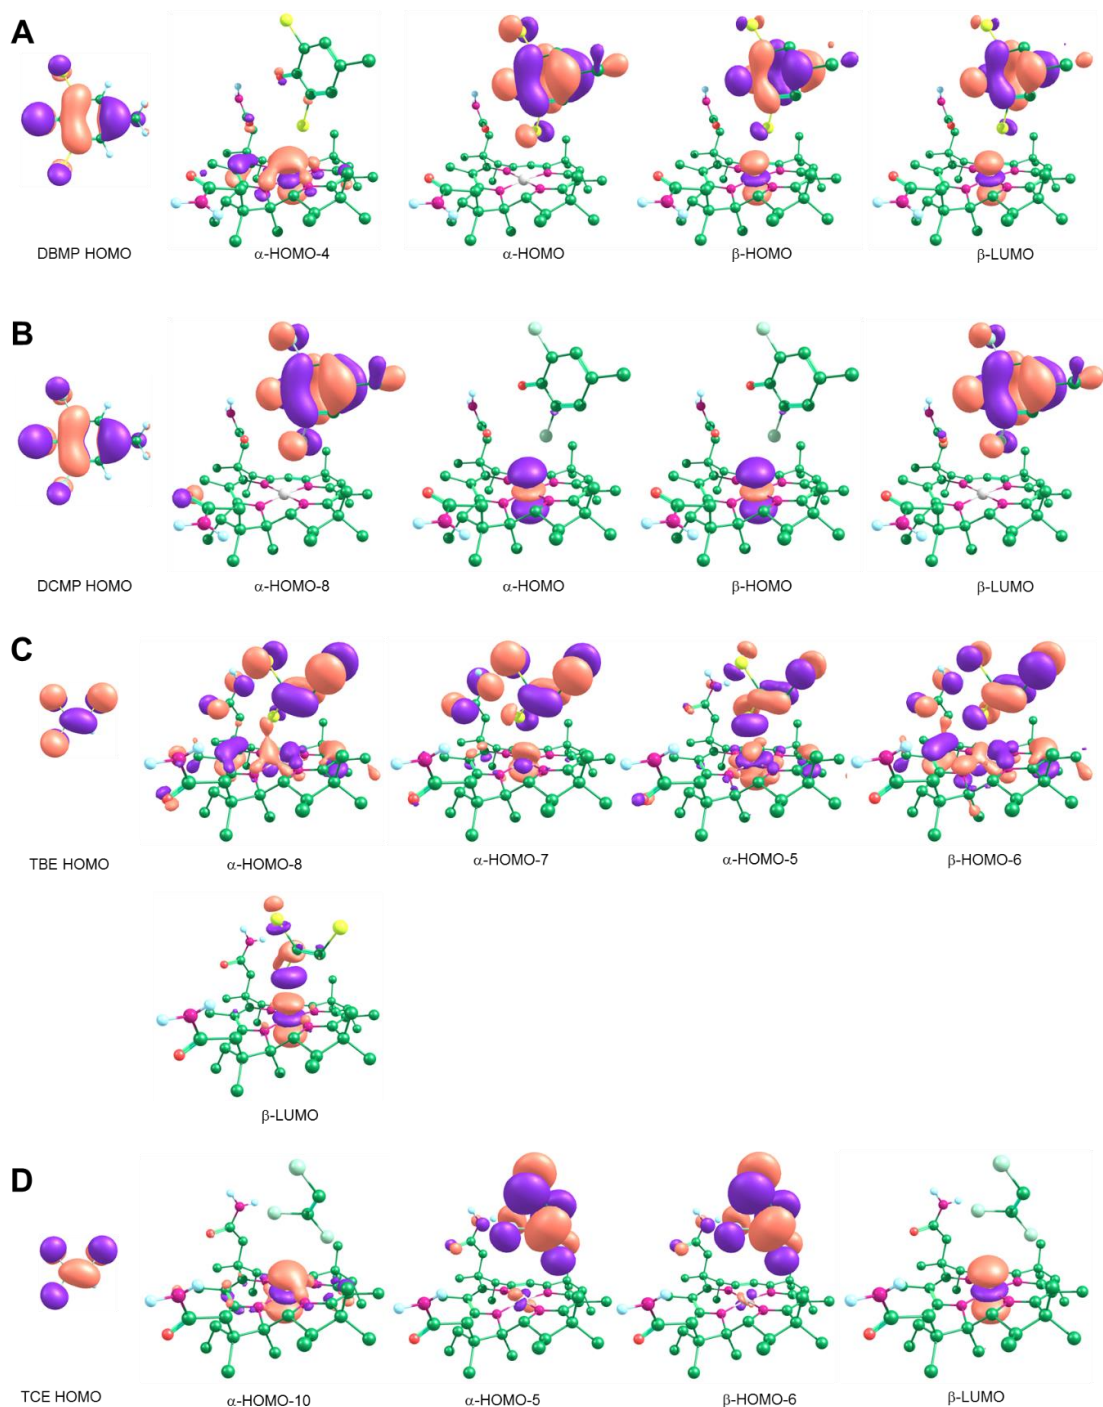 A
DBMP HOMO α-HOMO-4 α-HOMO β-HOMO β-LUMO
B
DCMP HOMO α-HOMO-8 α-HOMO β-HOMO β-LUMO
C
TBE HOMO α-HOMO-8 α-HOMO-7 α-HOMO-5 β-HOMO-6
β-LUMO
D
TCE HOMO α-HOMO-10 α-HOMO-5 β-HOMO-6 β-LUMO